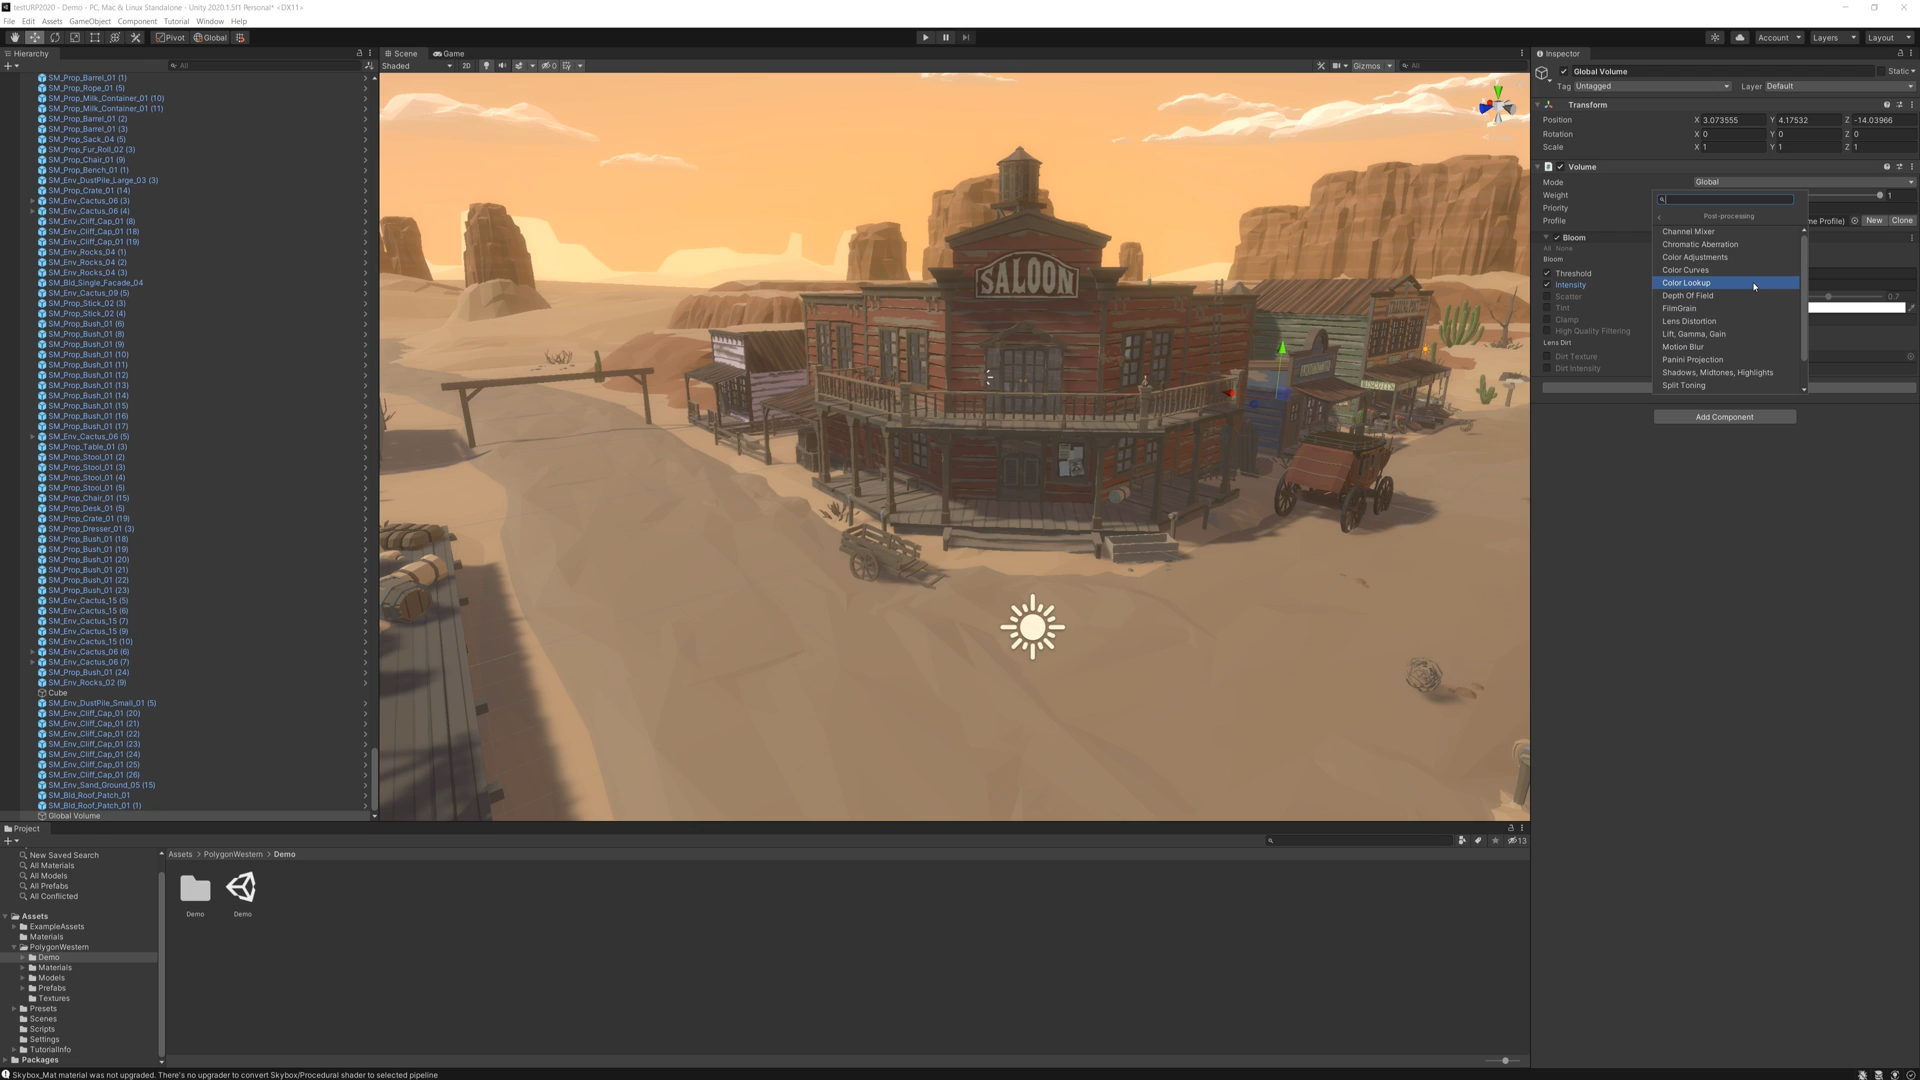 testURP2020 - Demo - PC, Mac & Linux Standalone - Unity 2020.1.5f1 Personal* <DX11>
File Edit Assets GameObject Component Tutorial Window Help
Pivot Global Account Layers Layout
Hierarchy
All
SM_Prop_Barrel_01 (1)
SM_Prop_Rope_01 (5)
SM_Prop_Milk_Container_01 (10)
SM_Prop_Milk_Container_01 (11)
SM_Prop_Barrel_01 (2)
SM_Prop_Barrel_01 (3)
SM_Prop_Sack_04 (5)
SM_Prop_Fur_Roll_02 (3)
SM_Prop_Chair_01 (9)
SM_Prop_Bench_01 (1)
SM_Env_DustPile_Large_03 (3)
SM_Prop_Crate_01 (14)
SM_Env_Cactus_06 (3)
SM_Env_Cactus_06 (4)
SM_Env_Cliff_Cap_01 (8)
SM_Env_Cliff_Cap_01 (18)
SM_Env_Cliff_Cap_01 (19)
SM_Env_Rocks_04 (1)
SM_Env_Rocks_04 (2)
SM_Env_Rocks_04 (3)
SM_Bld_Single_Facade_04
SM_Env_Cactus_09 (5)
SM_Prop_Stick_02 (3)
SM_Prop_Stick_02 (4)
SM_Prop_Bush_01 (6)
SM_Prop_Bush_01 (8)
SM_Prop_Bush_01 (9)
SM_Prop_Bush_01 (10)
SM_Prop_Bush_01 (11)
SM_Prop_Bush_01 (12)
SM_Prop_Bush_01 (13)
SM_Prop_Bush_01 (14)
SM_Prop_Bush_01 (15)
SM_Prop_Bush_01 (16)
SM_Prop_Bush_01 (17)
SM_Env_Cactus_06 (5)
SM_Prop_Table_01 (3)
SM_Prop_Stool_01 (2)
SM_Prop_Stool_01 (3)
SM_Prop_Stool_01 (4)
SM_Prop_Stool_01 (5)
SM_Prop_Chair_01 (15)
SM_Prop_Desk_01 (5)
SM_Prop_Crate_01 (19)
SM_Prop_Dresser_01 (3)
SM_Prop_Bush_01 (18)
SM_Prop_Bush_01 (19)
SM_Prop_Bush_01 (20)
SM_Prop_Bush_01 (21)
SM_Prop_Bush_01 (22)
SM_Prop_Bush_01 (23)
SM_Env_Cactus_15 (5)
SM_Env_Cactus_15 (6)
SM_Env_Cactus_15 (7)
SM_Env_Cactus_15 (9)
SM_Env_Cactus_15 (10)
SM_Env_Cactus_06 (6)
SM_Env_Cactus_06 (7)
SM_Prop_Bush_01 (24)
SM_Env_Rocks_02 (9)
Cube
SM_Env_DustPile_Small_01 (5)
SM_Env_Cliff_Cap_01 (20)
SM_Env_Cliff_Cap_01 (21)
SM_Env_Cliff_Cap_01 (22)
SM_Env_Cliff_Cap_01 (23)
SM_Env_Cliff_Cap_01 (24)
SM_Env_Cliff_Cap_01 (25)
SM_Env_Cliff_Cap_01 (26)
SM_Env_Sand_Ground_05 (15)
SM_Bld_Roof_Patch_01
SM_Bld_Roof_Patch_01 (1)
Global Volume
Scene Game
Shaded 2D 0 Gizmos All
SALOON
Inspector
Global Volume Static
Tag Untagged Layer Default
Transform
Position X 3.073555 Y 4.17532 Z -14.03966
Rotation X 0 Y 0 Z 0
Scale X 1 Y 1 Z 1
Volume
Mode Global
Weight 1
Priority
Profile me Profile) New Clone
Bloom
All None
Bloom
Threshold
Intensity
Scatter 0.7
Tint
Clamp
High Quality Filtering
Lens Dirt
Dirt Texture
Dirt Intensity
Post-processing
Channel Mixer
Chromatic Aberration
Color Adjustments
Color Curves
Color Lookup
Depth Of Field
FilmGrain
Lens Distortion
Lift, Gamma, Gain
Motion Blur
Panini Projection
Shadows, Midtones, Highlights
Split Toning
Add Component
Project
13
New Saved Search
All Materials
All Models
All Prefabs
All Conflicted
Assets
ExampleAssets
Materials
PolygonWestern
Demo
Materials
Models
Prefabs
Textures
Presets
Scenes
Scripts
Settings
TutorialInfo
Packages
Assets > PolygonWestern > Demo
Demo Demo
Skybox_Mat material was not upgraded. There's no upgrader to convert Skybox/Procedural shader to selected pipeline